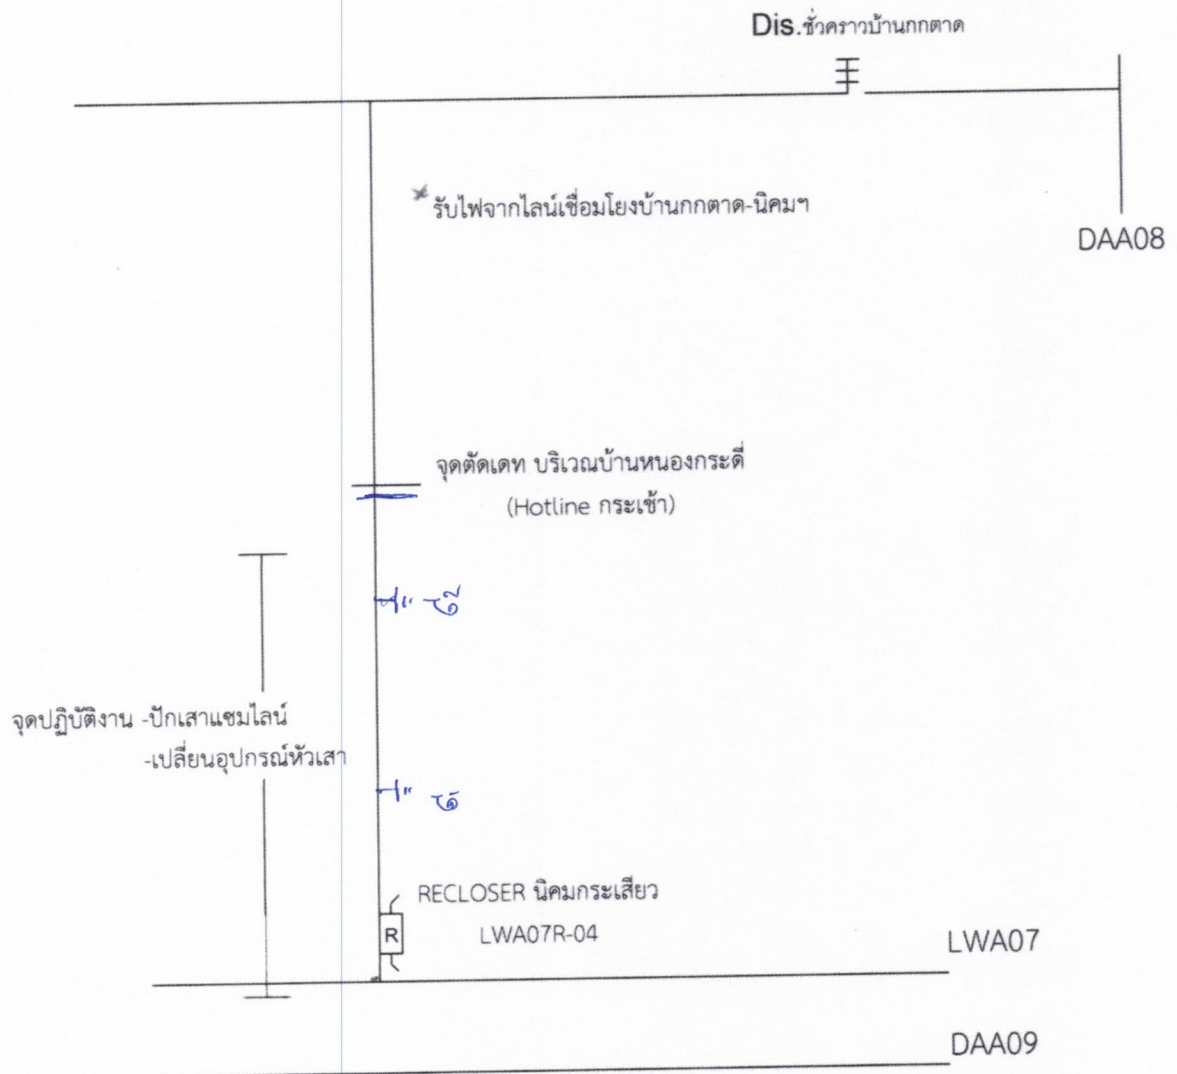 Dis.ชั่วคราวบ้านกกตาด
รับไฟจากไลน์เชื่อมโยงบ้านกกตาด-นิคมฯ
DAA08
จุดตัดเดท บริเวณบ้านหนองกระดี่
(Hotline กระเช้า)
จุดปฏิบัติงาน -ปักเสาแซมไลน์
-เปลี่ยนอุปกรณ์หัวเสา
RECLOSER นิคมกระเสียว
R
LWA07R-04
LWA07
DAA09